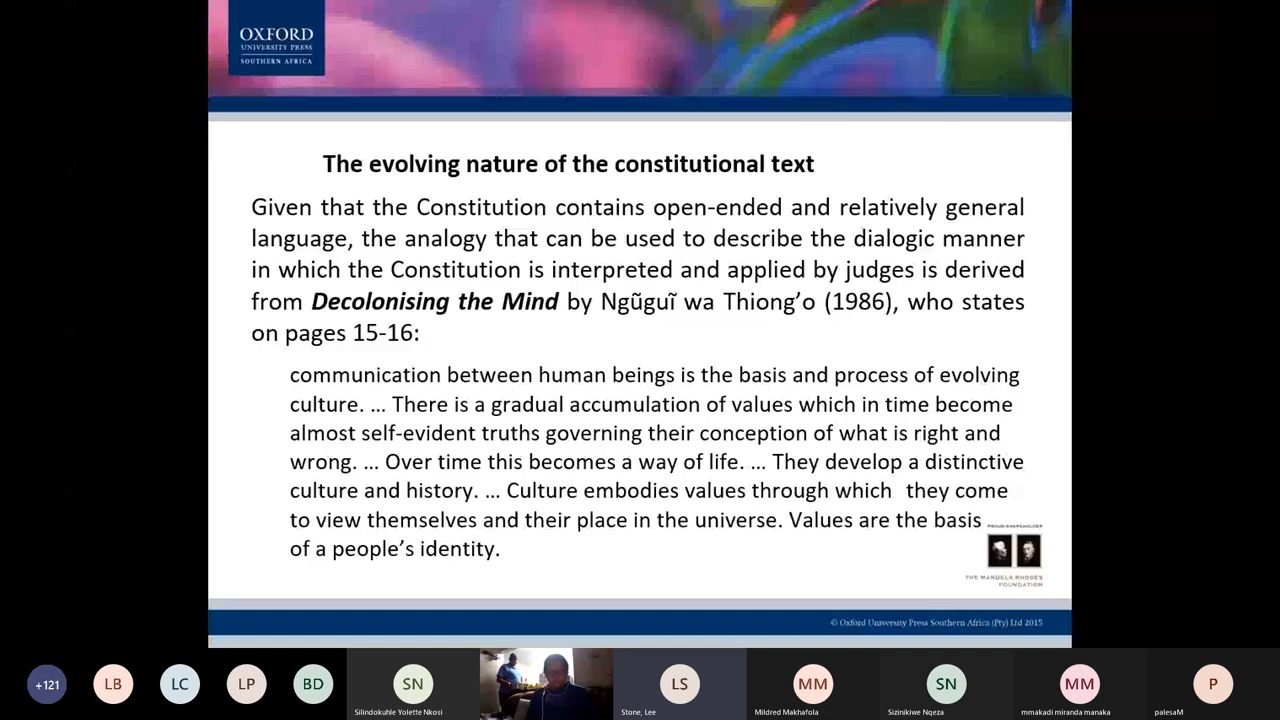 OXFORD
UNIVERSITY PRESS
SOUTHERN AFRICA
The evolving nature of the constitutional text
Given that the Constitution contains open-ended and relatively general
language, the analogy that can be used to describe the dialogic manner
in which the Constitution is interpreted and applied by judges is derived
from Decolonising the Mind by Ngũguĩ wa Thiong’o (1986), who states
on pages 15-16:
communication between human beings is the basis and process of evolving
culture. ... There is a gradual accumulation of values which in time become
almost self-evident truths governing their conception of what is right and
wrong. ... Over time this becomes a way of life. ... They develop a distinctive
culture and history. ... Culture embodies values through which they come
to view themselves and their place in the universe. Values are the basis
of a people’s identity.
PROUD SHAREHOLDER
THE MANDELA RHODES
FOUNDATION
© Oxford University Press Southern Africa (Pty) Ltd 2015
+121 LB LC LP BD SN LS MM SN MM P
Silindokuhle Yolette Nkosi Stone, Lee Mildred Makhafola Sizinikiwe Nqeza mmakadi miranda manaka palesaM